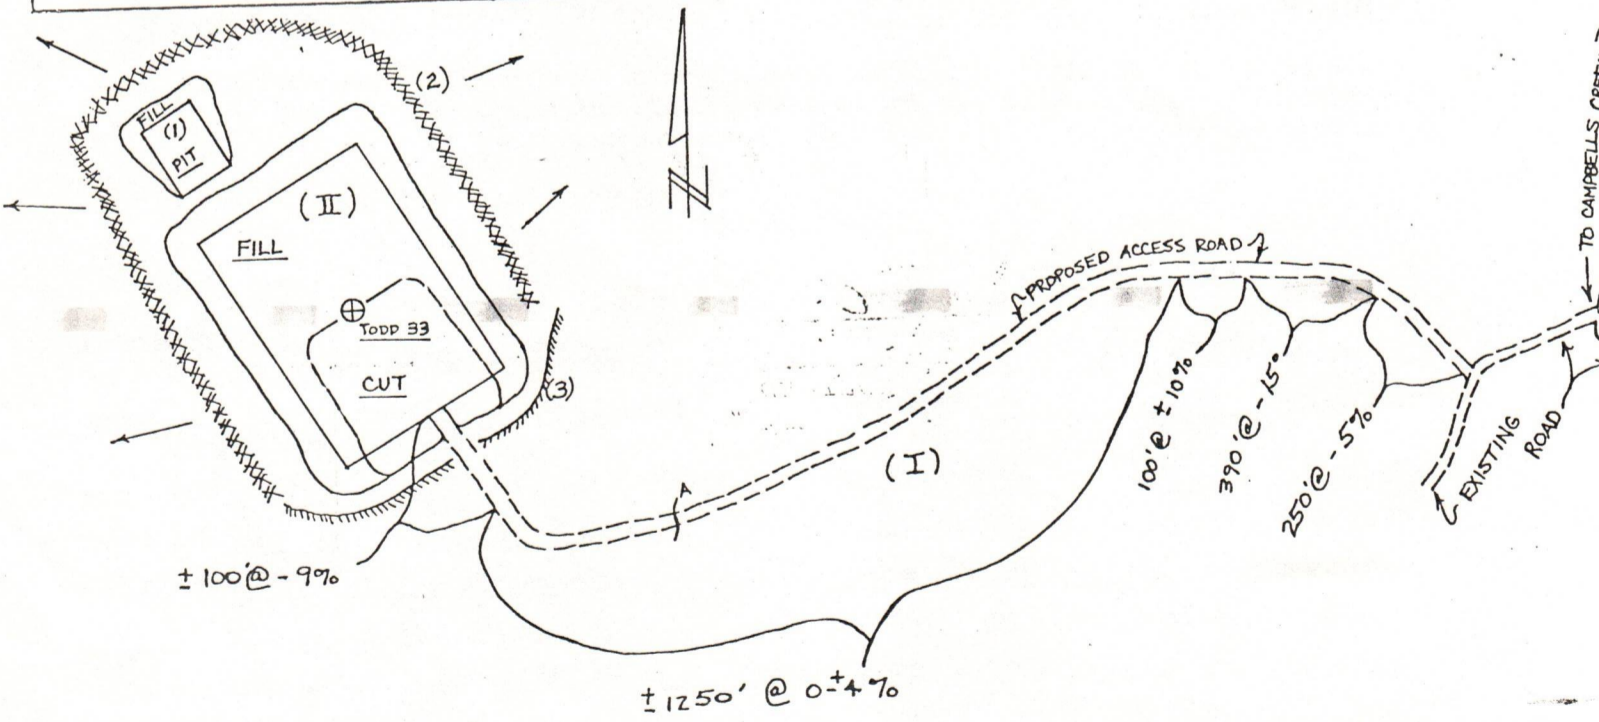 (2)
FILL
(1)
PIT
(II)
FILL
TODD 33
CUT
(3)
N
PROPOSED ACCESS ROAD
TO CAMPBELLS
A
(I)
100' @ ±10%
390' @ -15°
250' @ -5%
EXISTING
ROAD
±100' @ -9%
±1250' @ 0±4%